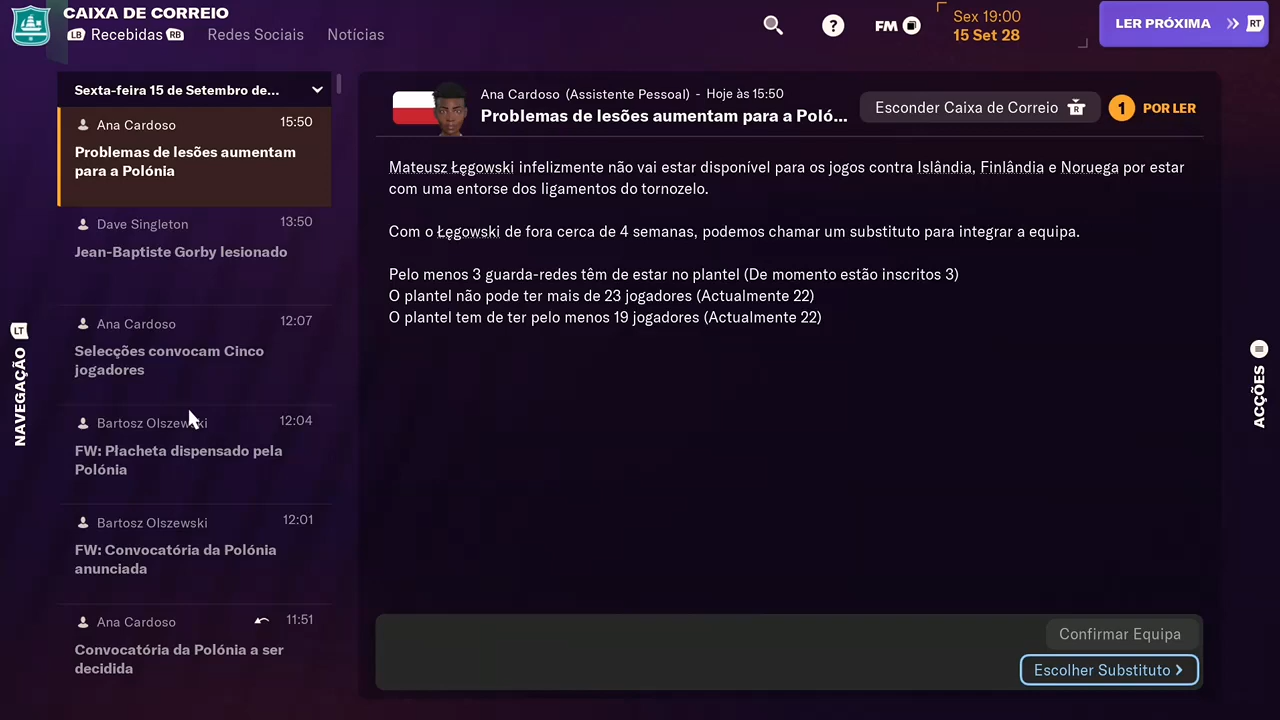 CAIXA DE CORREIO
LB Recebidas RB Redes Sociais Notícias
FM
Sex 19:00
15 Set 28
LER PRÓXIMA RT
Sexta-feira 15 de Setembro de...
Ana Cardoso 15:50
Problemas de lesões aumentam
para a Polónia
Dave Singleton 13:50
Jean-Baptiste Gorby lesionado
Ana Cardoso 12:07
Selecções convocam Cinco
jogadores
Bartosz Olszewski 12:04
FW: Placheta dispensado pela
Polónia
Bartosz Olszewski 12:01
FW: Convocatória da Polónia
anunciada
Ana Cardoso 11:51
Convocatória da Polónia a ser
decidida
LT NAVEGAÇÃO
Ana Cardoso (Assistente Pessoal) - Hoje às 15:50
Problemas de lesões aumentam para a Poló...
Esconder Caixa de Correio R
1 POR LER
Mateusz Łęgowski infelizmente não vai estar disponível para os jogos contra Islândia, Finlândia e Noruega por estar
com uma entorse dos ligamentos do tornozelo.
Com o Łęgowski de fora cerca de 4 semanas, podemos chamar um substituto para integrar a equipa.
Pelo menos 3 guarda-redes têm de estar no plantel (De momento estão inscritos 3)
O plantel não pode ter mais de 23 jogadores (Actualmente 22)
O plantel tem de ter pelo menos 19 jogadores (Actualmente 22)
Confirmar Equipa
Escolher Substituto
ACÇÕES